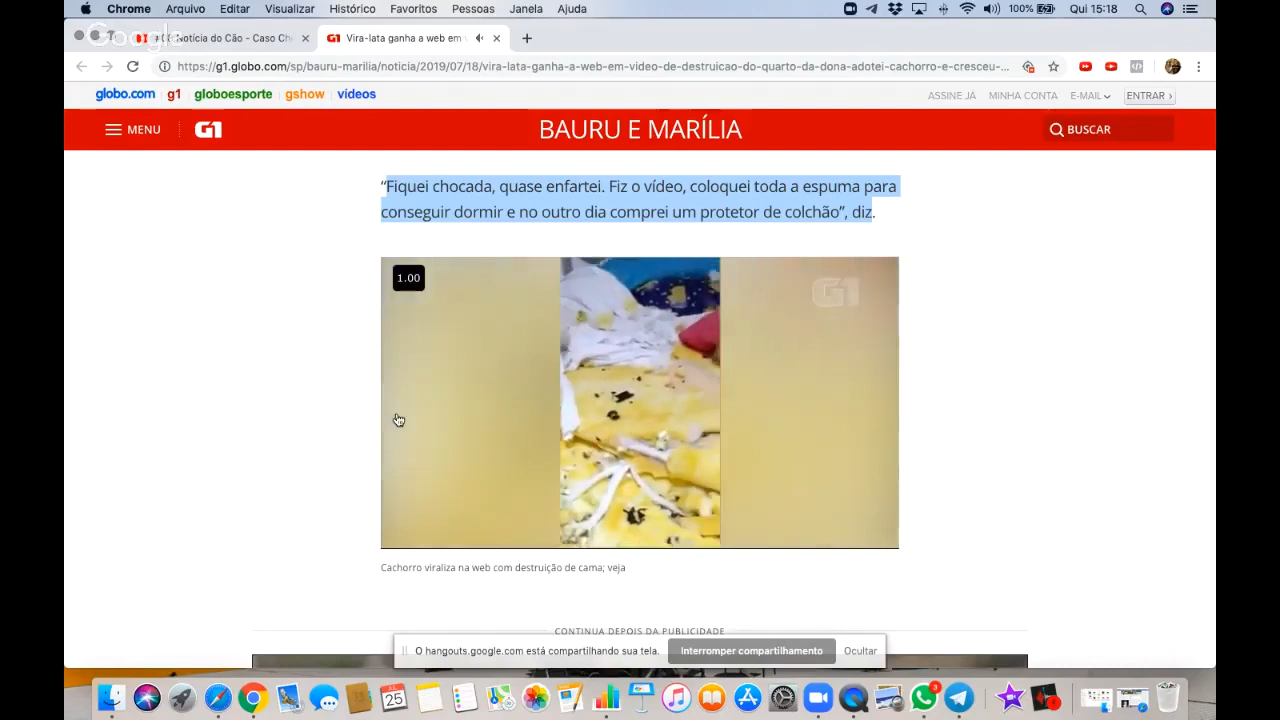 Chrome Arquivo Editar Visualizar Histórico Favoritos Pessoas Janela Ajuda 100% Qui 15:18
Google
Notícia do Cão - Caso Ch
G1 Vira-lata ganha a web em
https://g1.globo.com/sp/bauru-marilia/noticia/2019/07/18/vira-lata-ganha-a-web-em-video-de-destruicao-do-quarto-da-dona-adotei-cachorro-e-cresceu-...
globo.com g1 globoesporte gshow vídeos ASSINE JÁ MINHA CONTA E-MAIL ENTRAR ›
MENU G1 BAURU E MARÍLIA BUSCAR
“Fiquei chocada, quase enfartei. Fiz o vídeo, coloquei toda a espuma para
conseguir dormir e no outro dia comprei um protetor de colchão”, diz.
1.00
G1
Cachorro viraliza na web com destruição de cama; veja
CONTINUA DEPOIS DA PUBLICIDADE
O hangouts.google.com está compartilhando sua tela. Interromper compartilhamento Ocultar
25
3